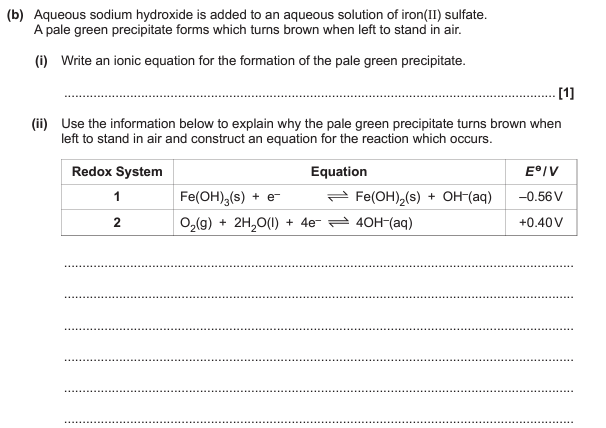 (b) Aqueous sodium hydroxide is added to an aqueous solution of iron(II) sulfate.
A pale green precipitate forms which turns brown when left to stand in air.
(i) Write an ionic equation for the formation of the pale green precipitate.
.................................................................................................................. [1]
(ii) Use the information below to explain why the pale green precipitate turns brown when
left to stand in air and construct an equation for the reaction which occurs.
Redox System Equation E⦵/V
1 Fe(OH)₃(s) + e⁻ ⇌ Fe(OH)₂(s) + OH⁻(aq) –0.56V
2 O₂(g) + 2H₂O(l) + 4e⁻ ⇌ 4OH⁻(aq) +0.40V